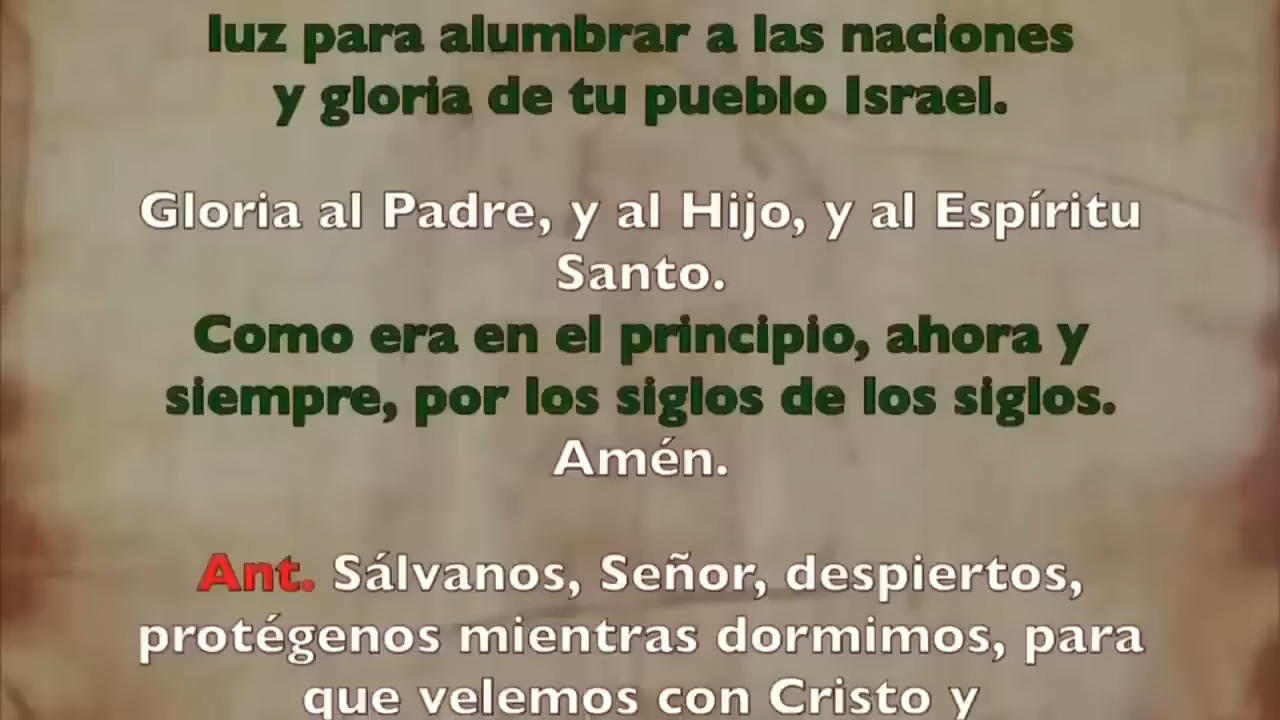 luz para alumbrar a las naciones
y gloria de tu pueblo Israel.
Gloria al Padre, y al Hijo, y al Espíritu
Santo.
Como era en el principio, ahora y
siempre, por los siglos de los siglos.
Amén.
Ant. Sálvanos, Señor, despiertos,
protégenos mientras dormimos, para
que velemos con Cristo y